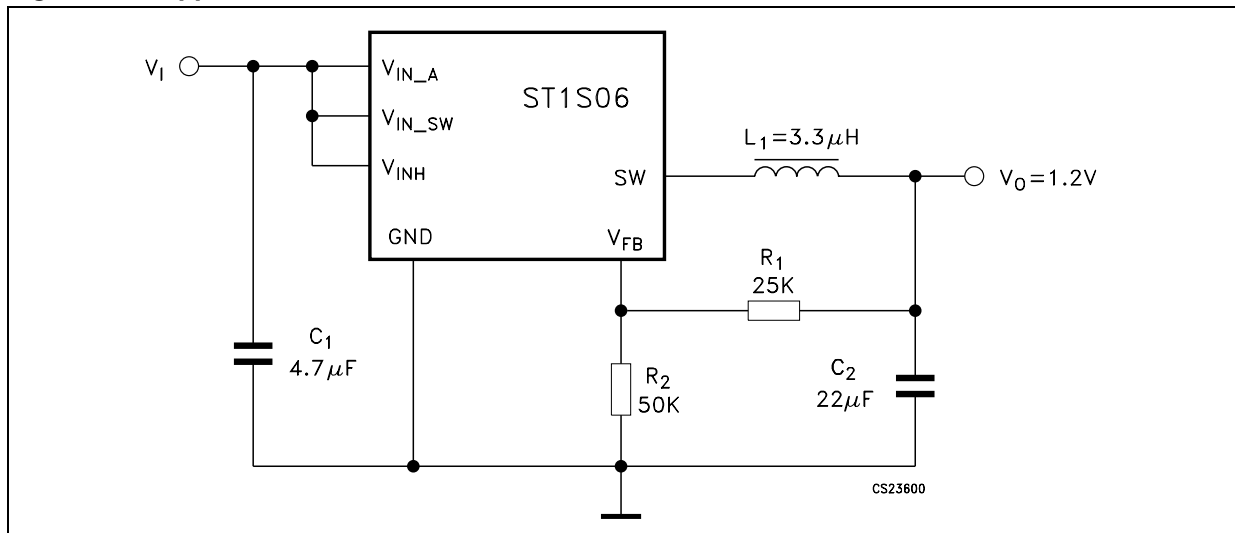 V_I
V_IN_A
V_IN_SW
V_INH
ST1S06
SW
GND
V_FB
L_1=3.3μH
V_O=1.2V
R_1
25K
C_1
4.7μF
R_2
50K
C_2
22μF
CS23600